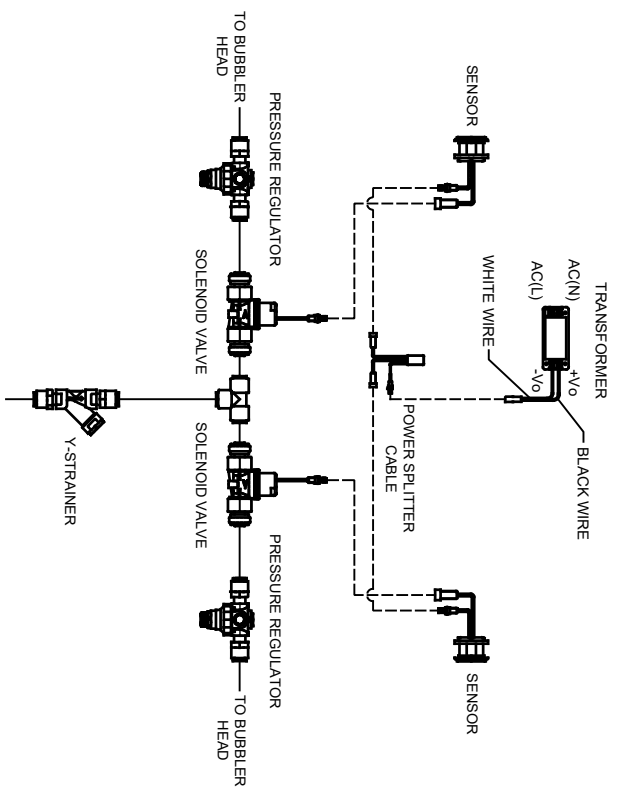 TRANSFORMER
AC(N)
+Vo
BLACK WIRE
AC(L)
-Vo
WHITE WIRE
SENSOR
SENSOR
POWER SPLITTER
CABLE
PRESSURE REGULATOR
PRESSURE REGULATOR
TO BUBBLER
HEAD
TO BUBBLER
HEAD
SOLENOID VALVE
SOLENOID VALVE
Y-STRAINER